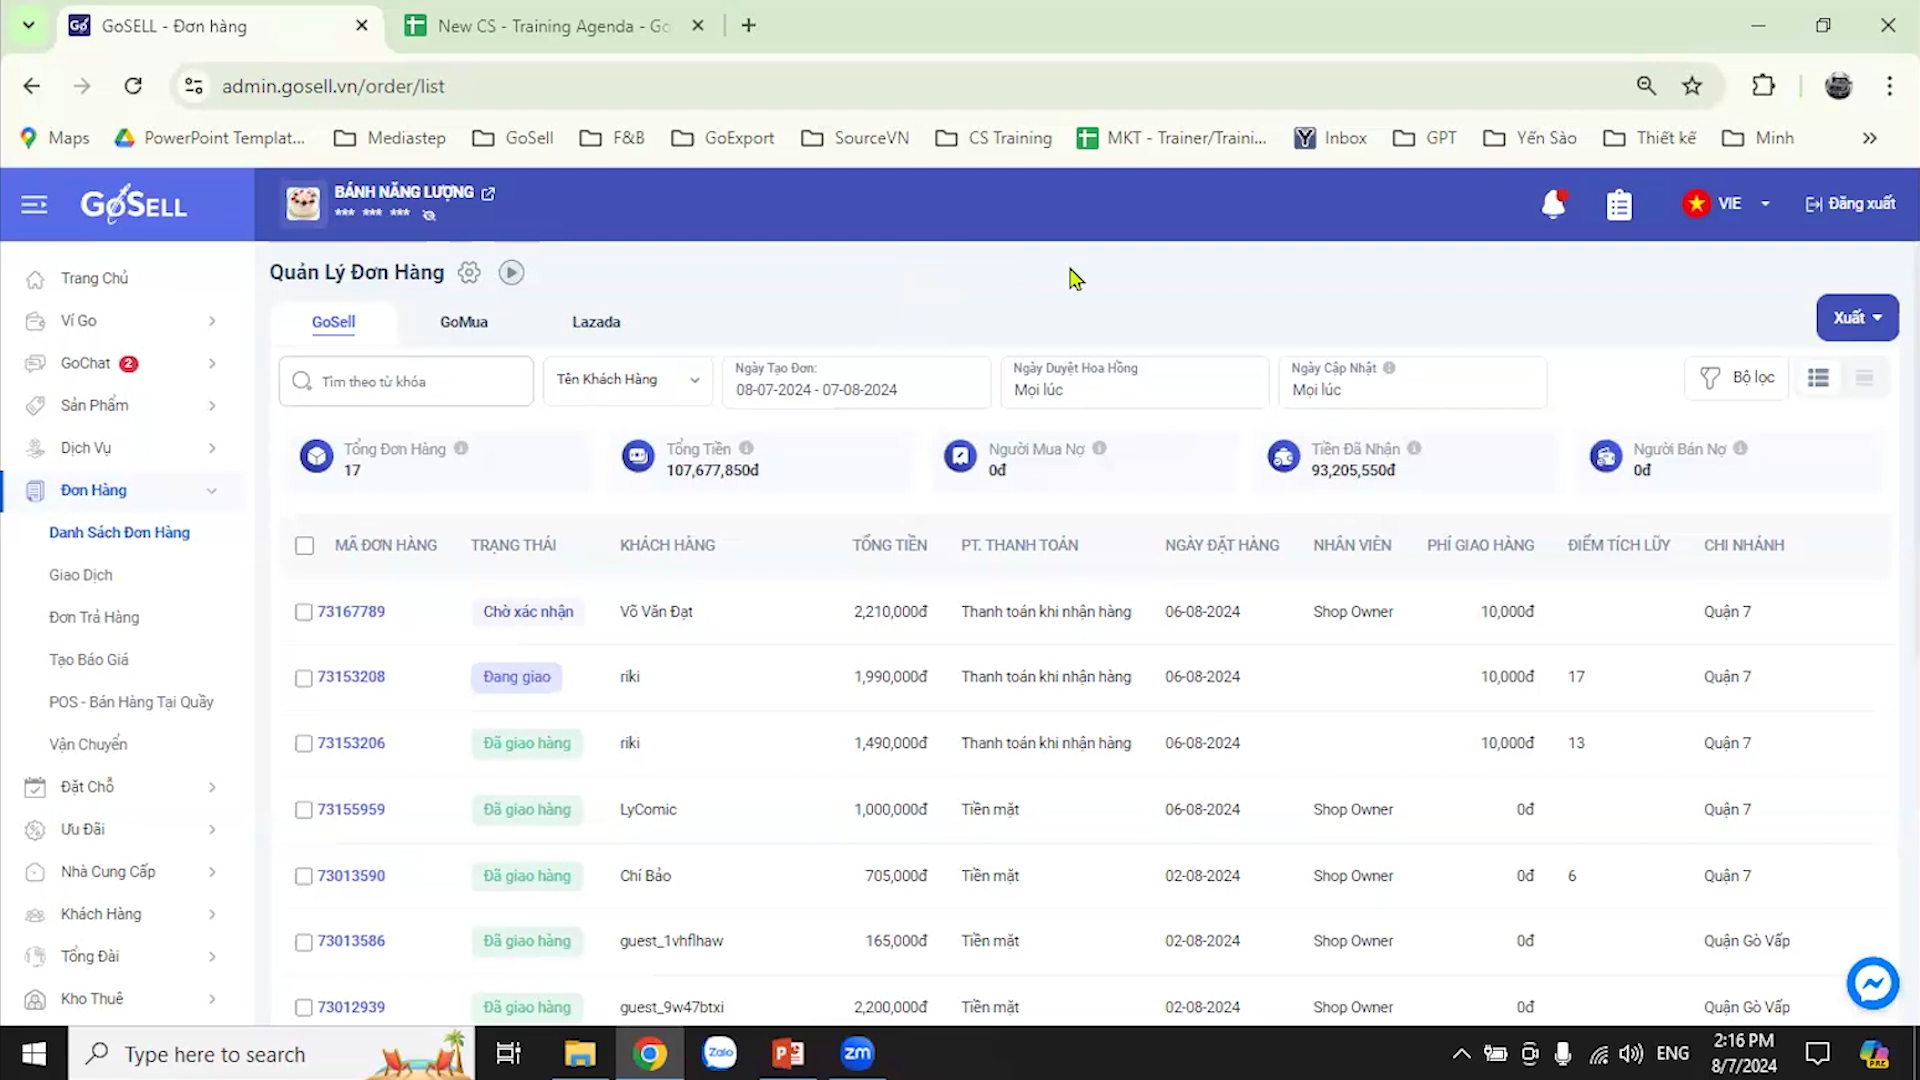 GoSELL - Đơn hàng
New CS - Training Agenda - Go
admin.gosell.vn/order/list
Maps
PowerPoint Templat...
Mediastep
GoSell
F&B
GoExport
SourceVN
CS Training
MKT - Trainer/Traini...
Inbox
GPT
Yến Sào
Thiết kế
Minh
GoSELL
BÁNH NĂNG LƯỢNG
*** *** ***
VIE
Đăng xuất
Trang Chủ
Ví Go
GoChat 2
Sản Phẩm
Dịch Vụ
Đơn Hàng
Danh Sách Đơn Hàng
Giao Dịch
Đơn Trả Hàng
Tạo Báo Giá
POS - Bán Hàng Tại Quầy
Vận Chuyển
Đặt Chỗ
Ưu Đãi
Nhà Cung Cấp
Khách Hàng
Tổng Đài
Kho Thuê
Quản Lý Đơn Hàng
GoSell GoMua Lazada
Xuất
Tìm theo từ khóa
Tên Khách Hàng
Ngày Tạo Đơn:
08-07-2024 - 07-08-2024
Ngày Duyệt Hoa Hồng
Mọi lúc
Ngày Cập Nhật
Mọi lúc
Bộ lọc
Tổng Đơn Hàng
17
Tổng Tiền
107,677,850đ
Người Mua Nợ
0đ
Tiền Đã Nhận
93,205,550đ
Người Bán Nợ
0đ
MÃ ĐƠN HÀNG TRẠNG THÁI KHÁCH HÀNG TỔNG TIỀN PT. THANH TOÁN NGÀY ĐẶT HÀNG NHÂN VIÊN PHÍ GIAO HÀNG ĐIỂM TÍCH LŨY CHI NHÁNH
73167789 Chờ xác nhận Võ Văn Đạt 2,210,000đ Thanh toán khi nhận hàng 06-08-2024 Shop Owner 10,000đ Quận 7
73153208 Đang giao riki 1,990,000đ Thanh toán khi nhận hàng 06-08-2024 10,000đ 17 Quận 7
73153206 Đã giao hàng riki 1,490,000đ Thanh toán khi nhận hàng 06-08-2024 10,000đ 13 Quận 7
73155959 Đã giao hàng LyComic 1,000,000đ Tiền mặt 06-08-2024 Shop Owner 0đ Quận 7
73013590 Đã giao hàng Chí Bảo 705,000đ Tiền mặt 02-08-2024 Shop Owner 0đ 6 Quận 7
73013586 Đã giao hàng guest_1vhflhaw 165,000đ Tiền mặt 02-08-2024 Shop Owner 0đ Quận Gò Vấp
73012939 Đã giao hàng guest_9w47btxi 2,200,000đ Tiền mặt 02-08-2024 Shop Owner 0đ Quận Gò Vấp
Type here to search
Zalo
zm
ENG
2:16 PM
8/7/2024
PRE